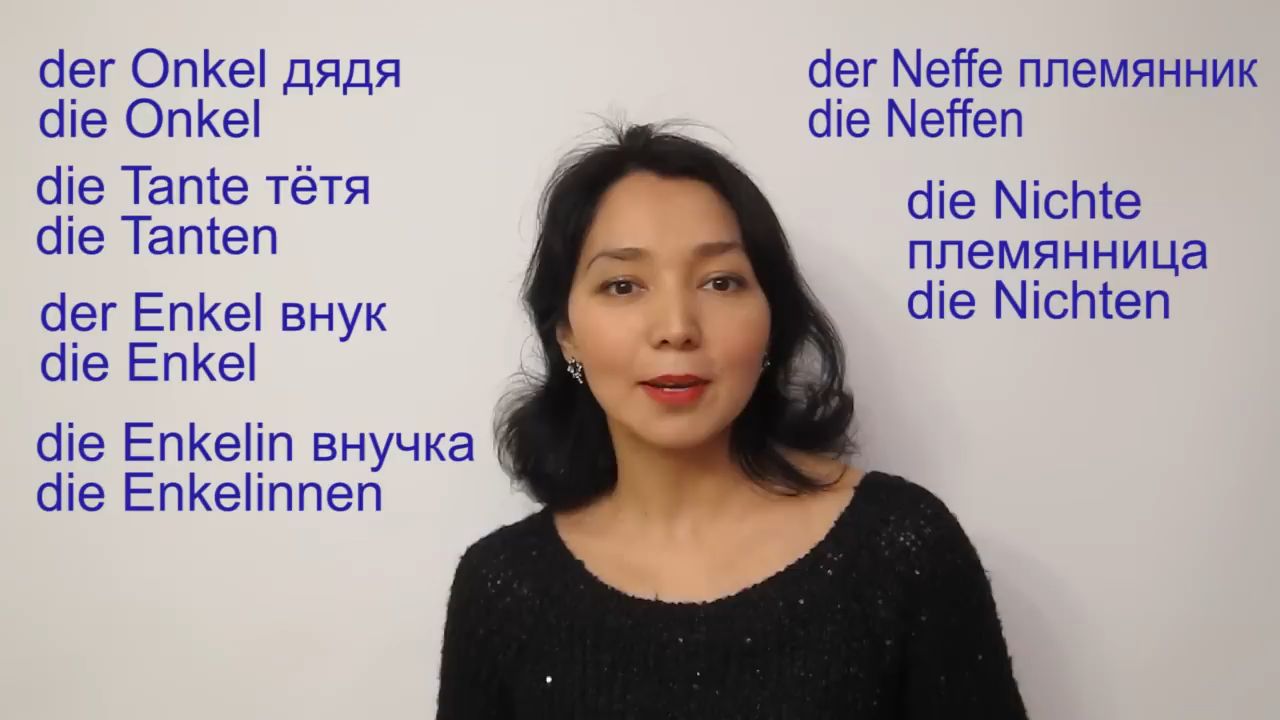 der Onkel дядя
die Onkel
die Tante тётя
die Tanten
der Enkel внук
die Enkel
die Enkelin внучка
die Enkelinnen
der Neffe племянник
die Neffen
die Nichte
племянница
die Nichten